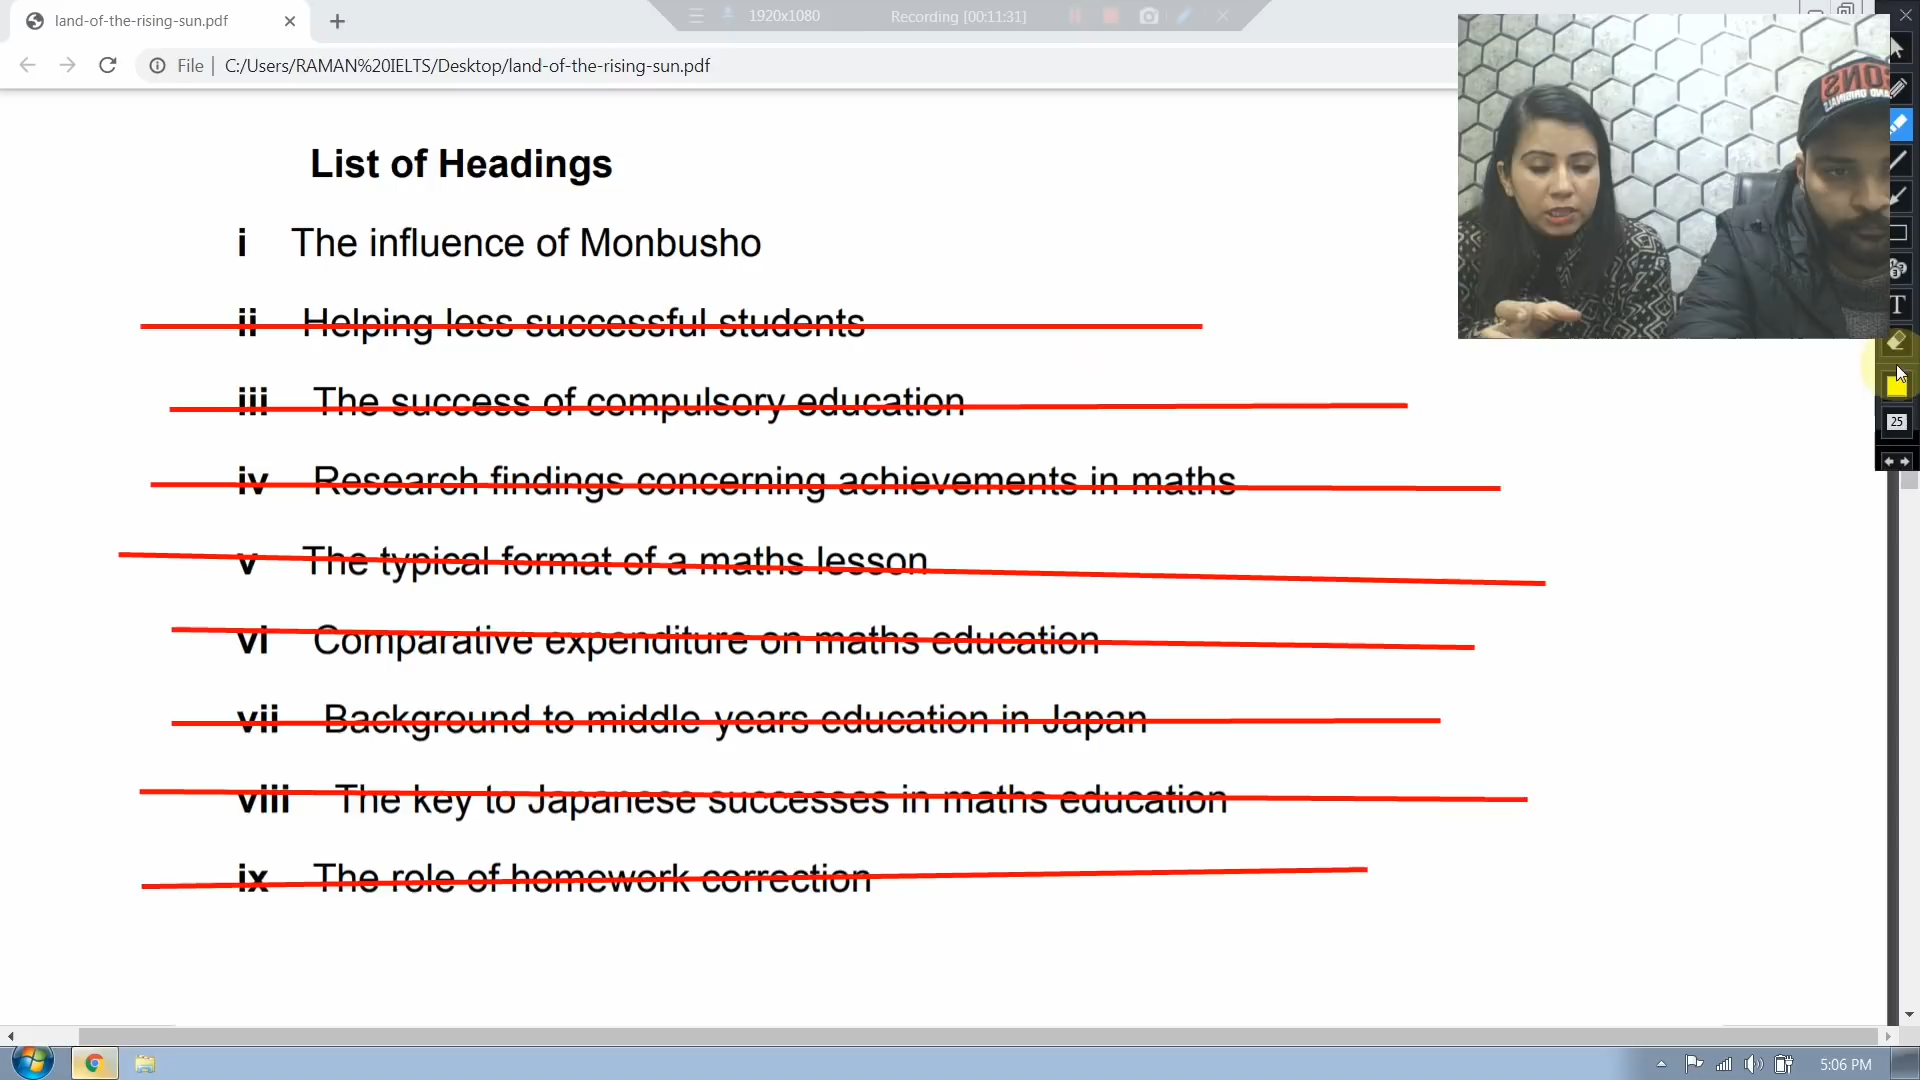 land-of-the-rising-sun.pdf
1920x1080
Recording [00:11:31]
File
C:/Users/RAMAN%20IELTS/Desktop/land-of-the-rising-sun.pdf
List of Headings
i The influence of Monbusho
ii Helping less successful students
iii The success of compulsory education
iv Research findings concerning achievements in maths
v The typical format of a maths lesson
vi Comparative expenditure on maths education
vii Background to middle-years education in Japan
viii The key to Japanese successes in maths education
ix The role of homework correction
T
25
5:06 PM